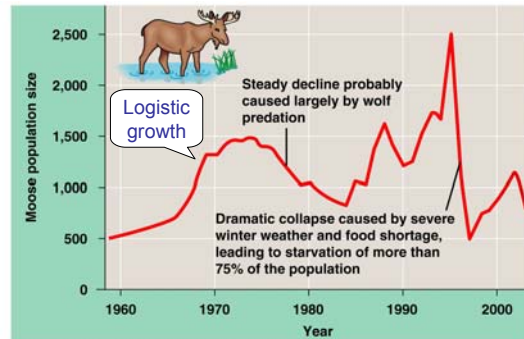 2,500
2,000
1,500
1,000
500
0
Moose population size
Logistic
growth
Steady decline probably
caused largely by wolf
predation
Dramatic collapse caused by severe
winter weather and food shortage,
leading to starvation of more than
75% of the population
1960
1970
1980
1990
2000
Year